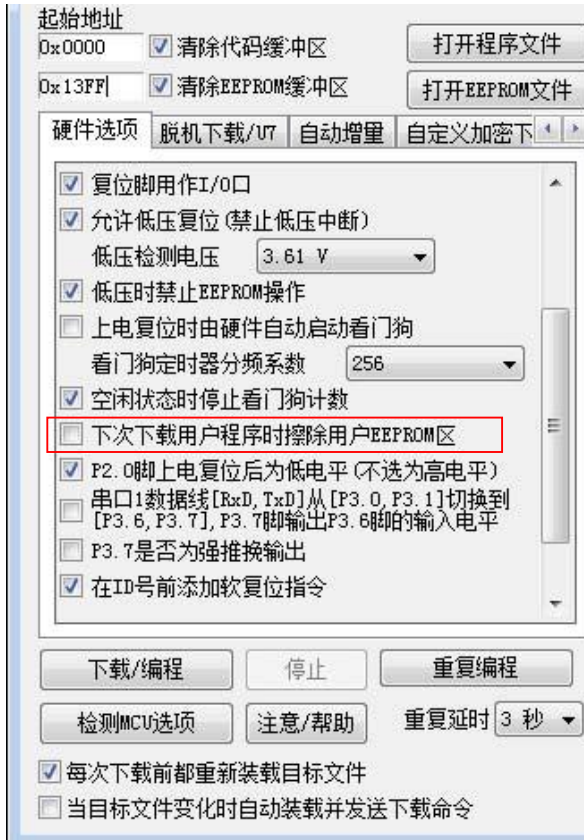 起始地址
0x0000 清除代码缓冲区 打开程序文件
0x13FF 清除EEPROM缓冲区 打开EEPROM文件
硬件选项 脱机下载/U7 自动增量 自定义加密下
复位脚用作I/O口
允许低压复位(禁止低压中断)
低压检测电压 3.61 V
低压时禁止EEPROM操作
上电复位时由硬件自动启动看门狗
看门狗定时器分频系数 256
空闲状态时停止看门狗计数
下次下载用户程序时擦除用户EEPROM区
P2.0脚上电复位后为低电平(不选为高电平)
串口1数据线[RxD,TxD]从[P3.0,P3.1]切换到
[P3.6,P3.7],P3.7脚输出P3.6脚的输入电平
P3.7是否为强推换输出
在ID号前添加软复位指令
下载/编程 停止 重复编程
检测MCU选项 注意/帮助 重复延时 3 秒
每次下载前都重新装载目标文件
当目标文件变化时自动装载并发送下载命令